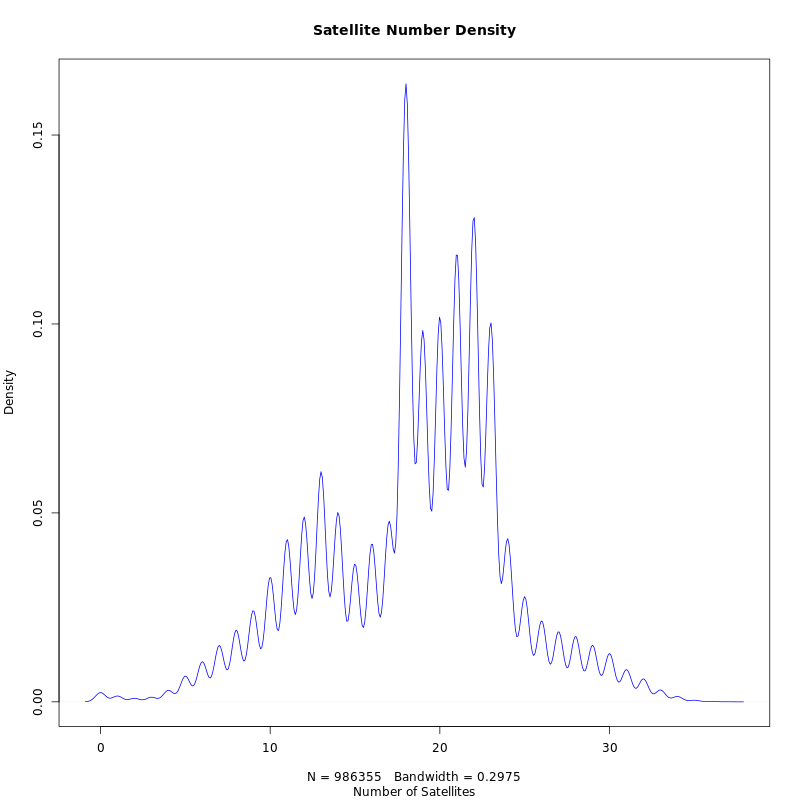 Satellite Number Density
0.15
0.10
0.05
0.00
Density
0 10 20 30
N = 986355 Bandwidth = 0.2975
Number of Satellites